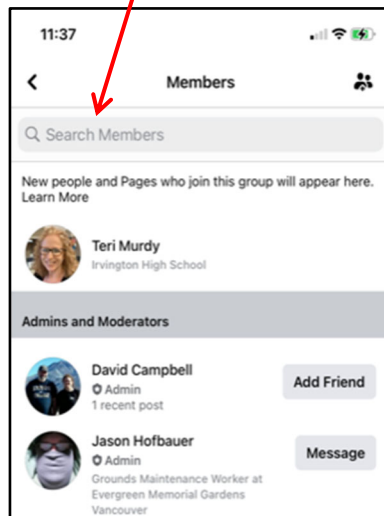 11:37
Members
Search Members
New people and Pages who join this group will appear here.
Learn More
Teri Murdy
Irvington High School
Admins and Moderators
David Campbell
Admin
1 recent post
Add Friend
Jason Hofbauer
Admin
Grounds Maintenance Worker at
Evergreen Memorial Gardens
Vancouver
Message